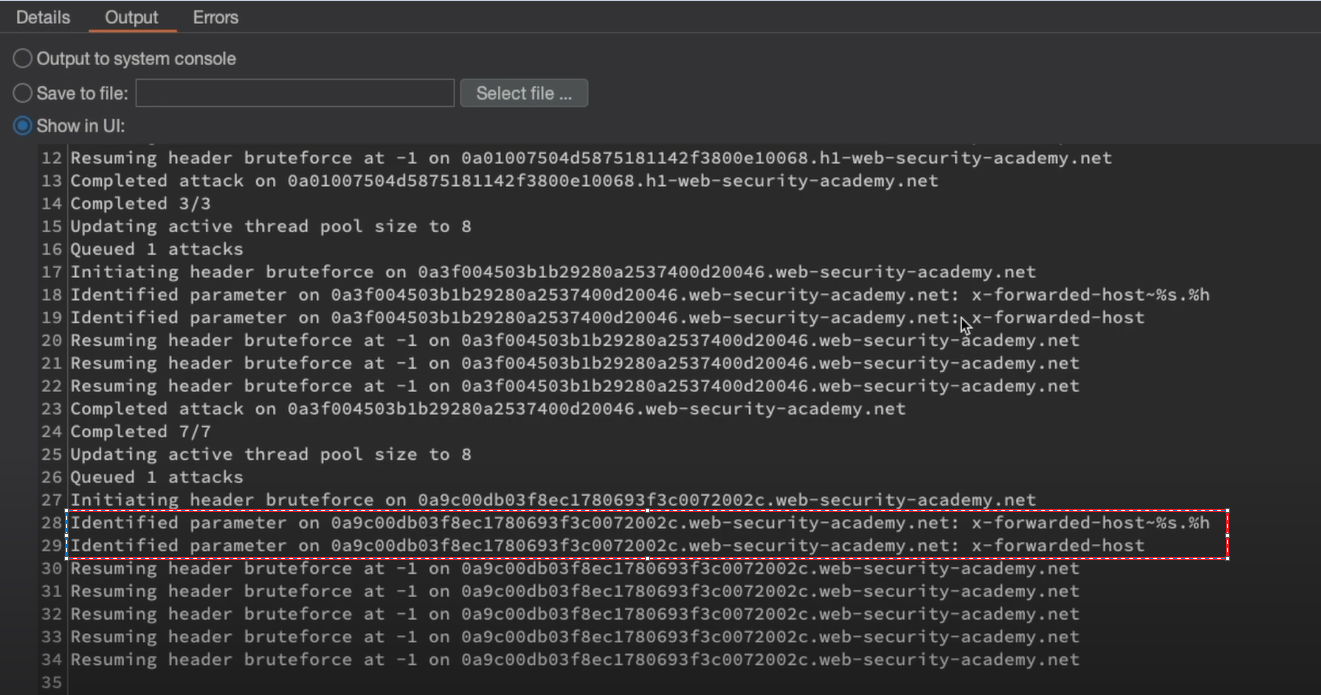 Details Output Errors
Output to system console
Save to file: Select file ...
Show in UI:
12 Resuming header bruteforce at -1 on 0a01007504d5875181142f3800e10068.h1-web-security-academy.net
13 Completed attack on 0a01007504d5875181142f3800e10068.h1-web-security-academy.net
14 Completed 3/3
15 Updating active thread pool size to 8
16 Queued 1 attacks
17 Initiating header bruteforce on 0a3f004503b1b29280a2537400d20046.web-security-academy.net
18 Identified parameter on 0a3f004503b1b29280a2537400d20046.web-security-academy.net: x-forwarded-host~%s.%h
19 Identified parameter on 0a3f004503b1b29280a2537400d20046.web-security-academy.net: x-forwarded-host
20 Resuming header bruteforce at -1 on 0a3f004503b1b29280a2537400d20046.web-security-academy.net
21 Resuming header bruteforce at -1 on 0a3f004503b1b29280a2537400d20046.web-security-academy.net
22 Resuming header bruteforce at -1 on 0a3f004503b1b29280a2537400d20046.web-security-academy.net
23 Completed attack on 0a3f004503b1b29280a2537400d20046.web-security-academy.net
24 Completed 7/7
25 Updating active thread pool size to 8
26 Queued 1 attacks
27 Initiating header bruteforce on 0a9c00db03f8ec1780693f3c0072002c.web-security-academy.net
28 Identified parameter on 0a9c00db03f8ec1780693f3c0072002c.web-security-academy.net: x-forwarded-host~%s.%h
29 Identified parameter on 0a9c00db03f8ec1780693f3c0072002c.web-security-academy.net: x-forwarded-host
30 Resuming header bruteforce at -1 on 0a9c00db03f8ec1780693f3c0072002c.web-security-academy.net
31 Resuming header bruteforce at -1 on 0a9c00db03f8ec1780693f3c0072002c.web-security-academy.net
32 Resuming header bruteforce at -1 on 0a9c00db03f8ec1780693f3c0072002c.web-security-academy.net
33 Resuming header bruteforce at -1 on 0a9c00db03f8ec1780693f3c0072002c.web-security-academy.net
34 Resuming header bruteforce at -1 on 0a9c00db03f8ec1780693f3c0072002c.web-security-academy.net
35